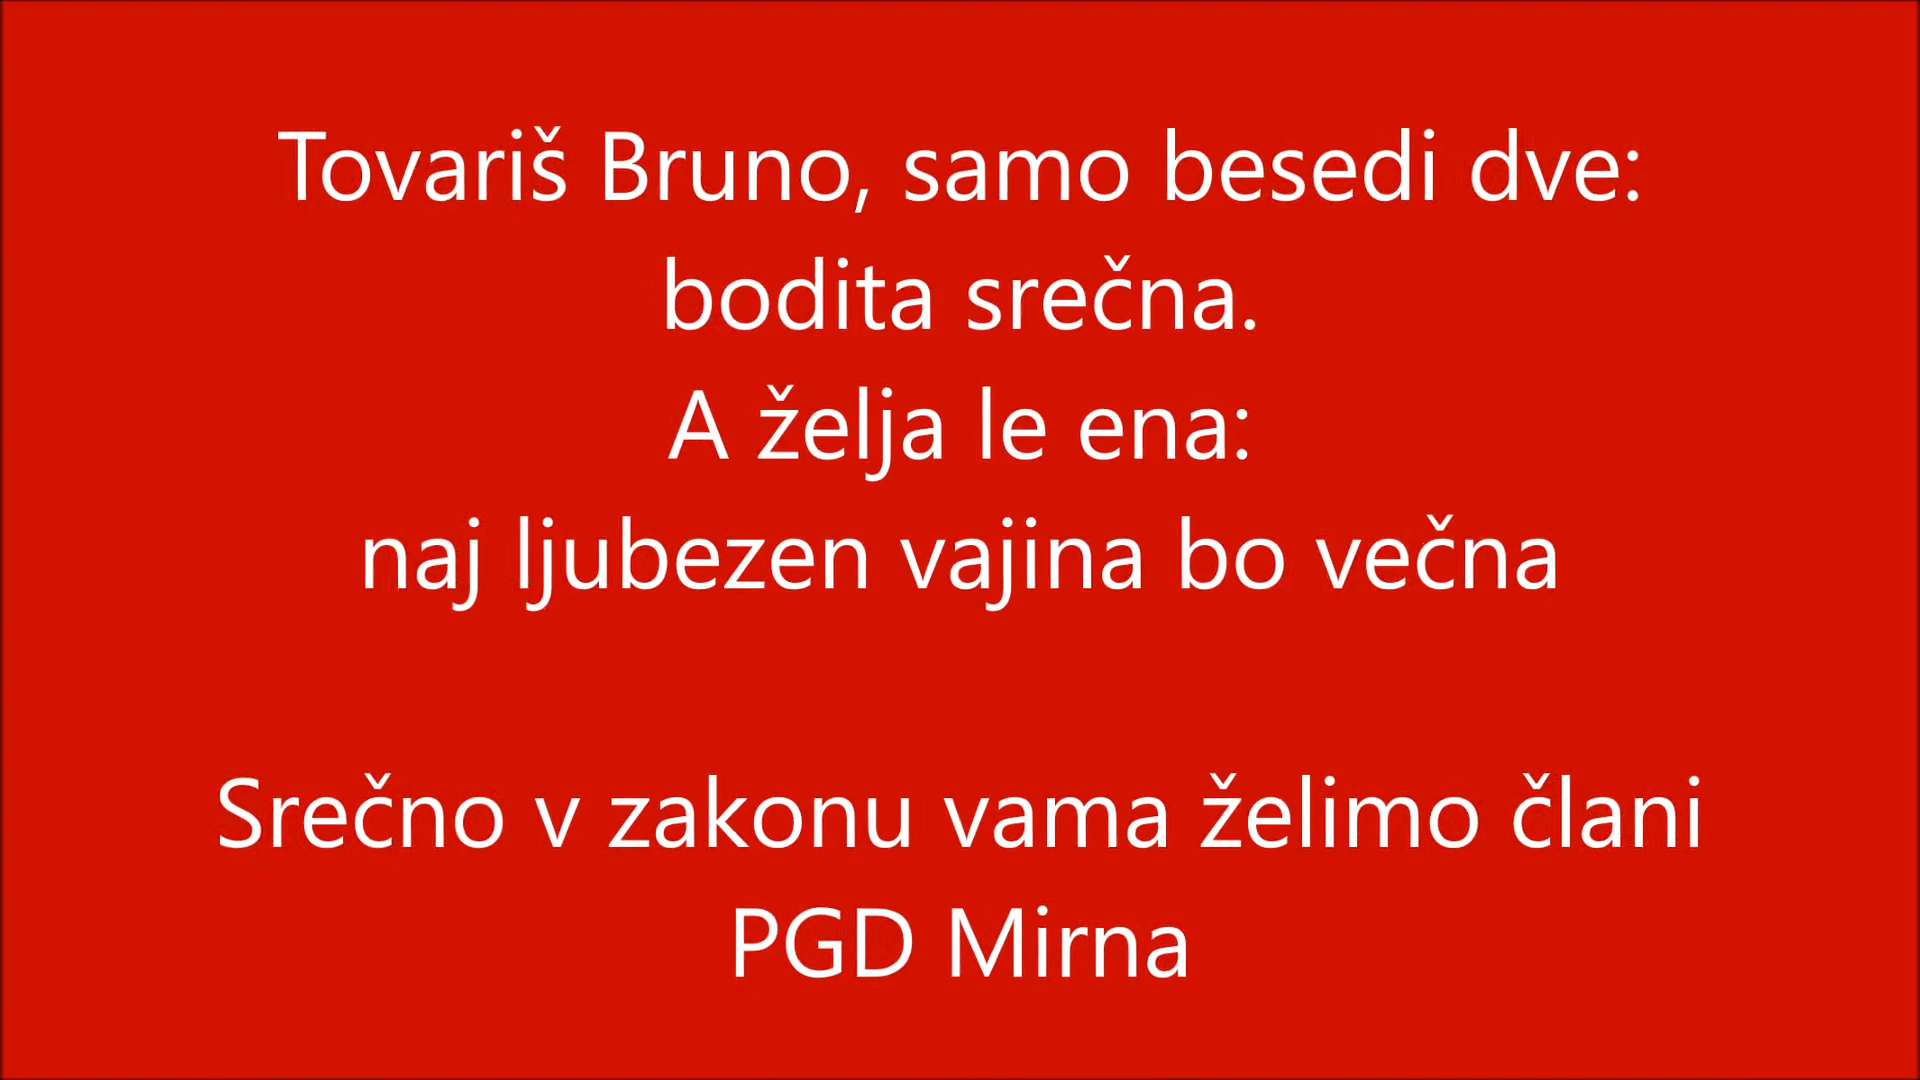 Tovariš Bruno, samo besedi dve:
bodita srečna.
A želja le ena:
naj ljubezen vajina bo večna
Srečno v zakonu vama želimo člani
PGD Mirna